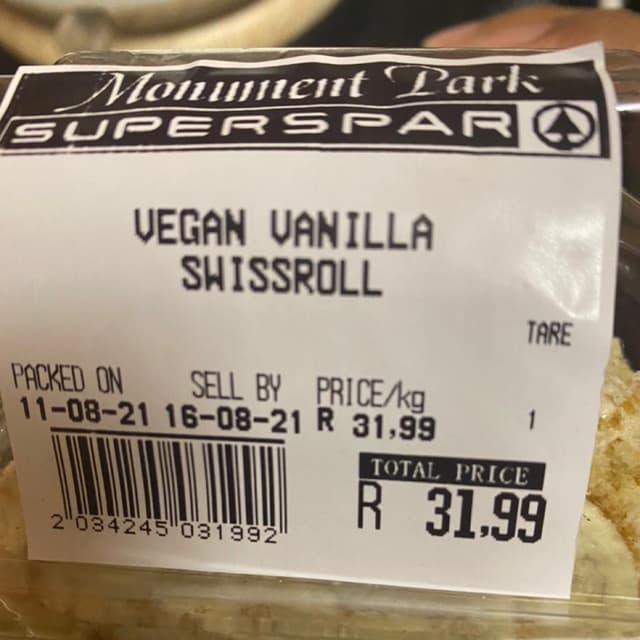 Monument Park
SUPERSPAR
VEGAN VANILLA
SWISSROLL
TARE
PACKED ON SELL BY PRICE/kg
11-08-21 16-08-21 R 31,99 1
TOTAL PRICE
R 31,99
2 034245 031992